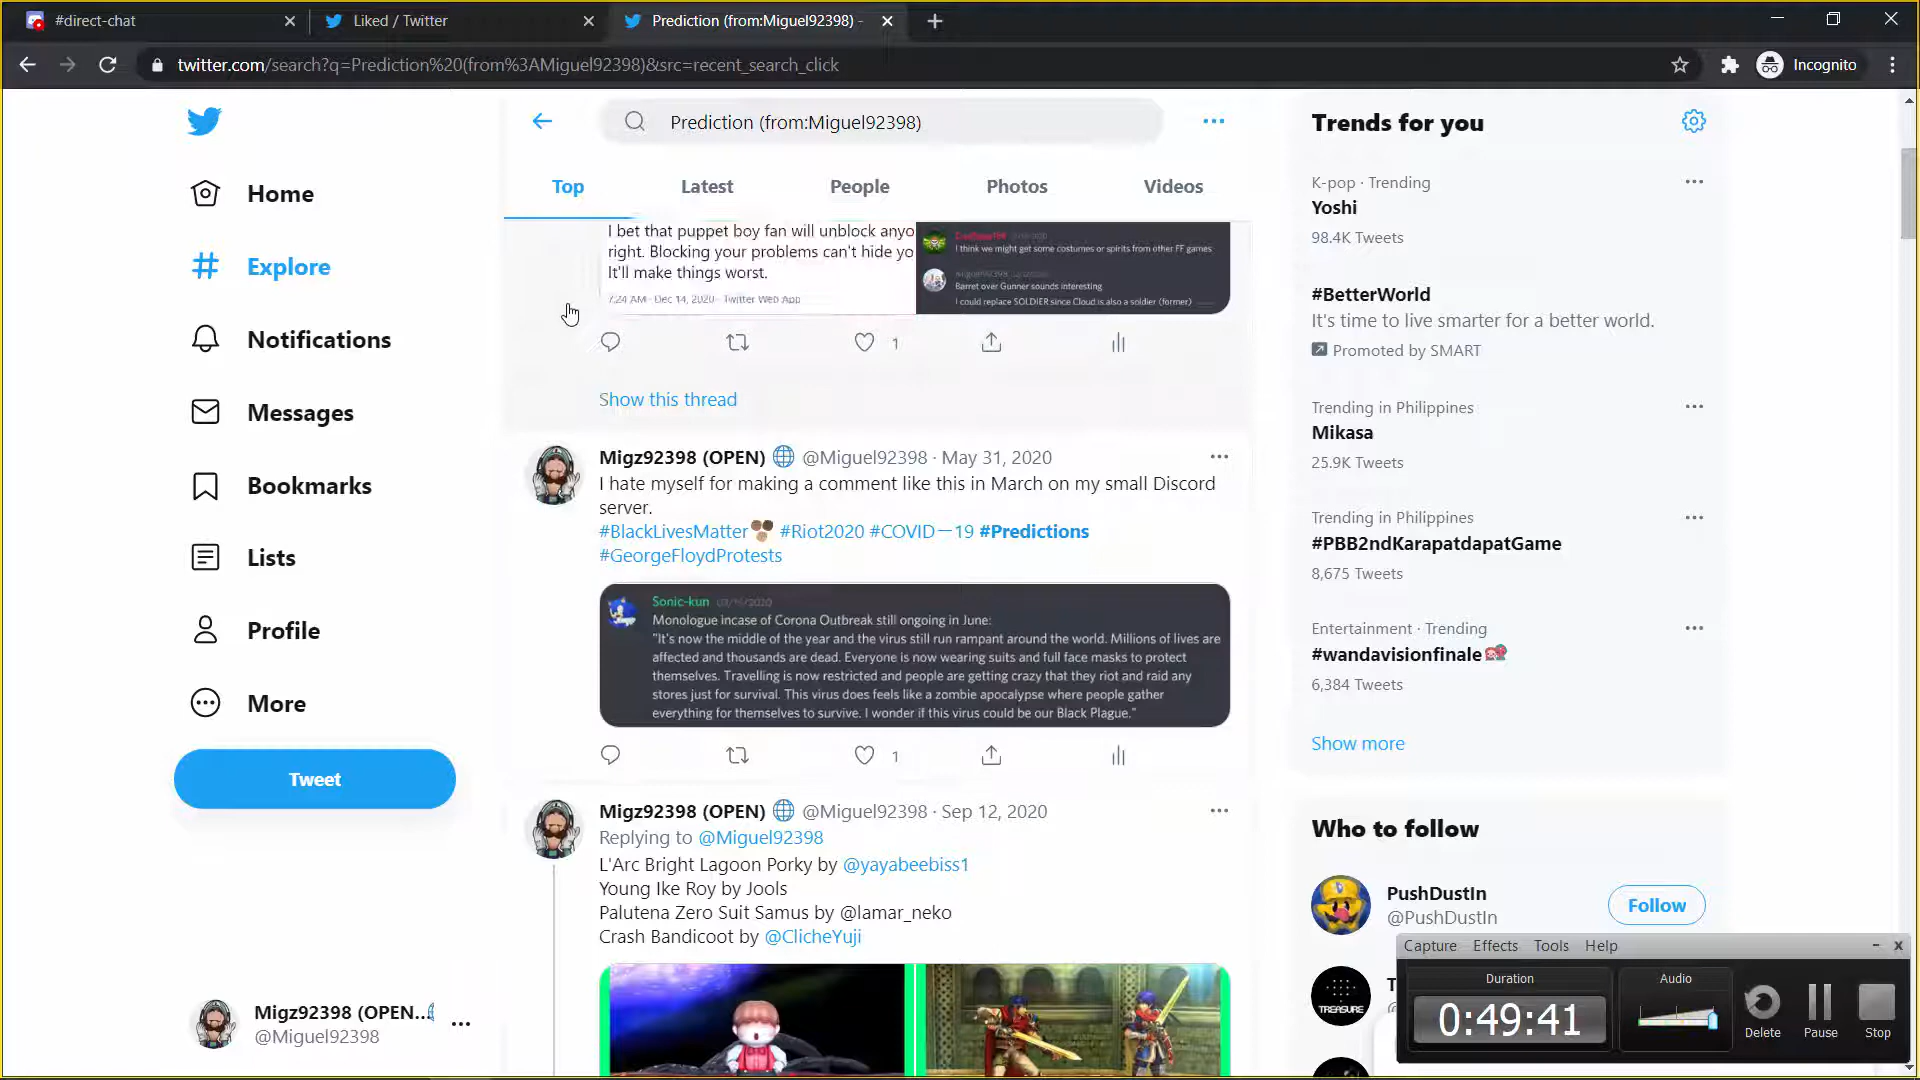 #direct-chat
Liked / Twitter
Prediction (from:Miguel92398) -
twitter.com/search?q=Prediction%20(from%3AMiguel92398)&src=recent_search_click
Incognito
Home
Explore
Notifications
Messages
Bookmarks
Lists
Profile
More
Tweet
Migz92398 (OPEN...
@Miguel92398
Prediction (from:Miguel92398)
Top
Latest
People
Photos
Videos
I bet that puppet boy fan will unblock anyo
right. Blocking your problems can't hide yo
It'll make things worst.
7:24 AM · Dec 14, 2020 · Twitter Web App
I think we might get some costumes or spirits from other FF games
Miguel92398
Barret over Gunner sounds interesting
I could replace SOLDIER since Cloud is also a soldier (former)
1
Show this thread
Migz92398 (OPEN) @Miguel92398 · May 31, 2020
I hate myself for making a comment like this in March on my small Discord
server.
#BlackLivesMatter #Riot2020 #COVIDー19 #Predictions
#GeorgeFloydProtests
Sonic-kun
Monologue incase of Corona Outbreak still ongoing in June:
"It's now the middle of the year and the virus still run rampant around the world. Millions of lives are
affected and thousands are dead. Everyone is now wearing suits and full face masks to protect
themselves. Travelling is now restricted and people are getting crazy that they riot and raid any
stores just for survival. This virus does feels like a zombie apocalypse where people gather
everything for themselves to survive. I wonder if this virus could be our Black Plague."
1
Migz92398 (OPEN) @Miguel92398 · Sep 12, 2020
Replying to @Miguel92398
L'Arc Bright Lagoon Porky by @yayabeebiss1
Young Ike Roy by Jools
Palutena Zero Suit Samus by @lamar_neko
Crash Bandicoot by @ClicheYuji
Trends for you
K-pop · Trending
Yoshi
98.4K Tweets
#BetterWorld
It's time to live smarter for a better world.
Promoted by SMART
Trending in Philippines
Mikasa
25.9K Tweets
Trending in Philippines
#PBB2ndKarapatdapatGame
8,675 Tweets
Entertainment · Trending
#wandavisionfinale
6,384 Tweets
Show more
Who to follow
PushDustIn
@PushDustIn
Follow
TREASURE
Capture Effects Tools Help
Duration
0:49:41
Audio
Delete
Pause
Stop